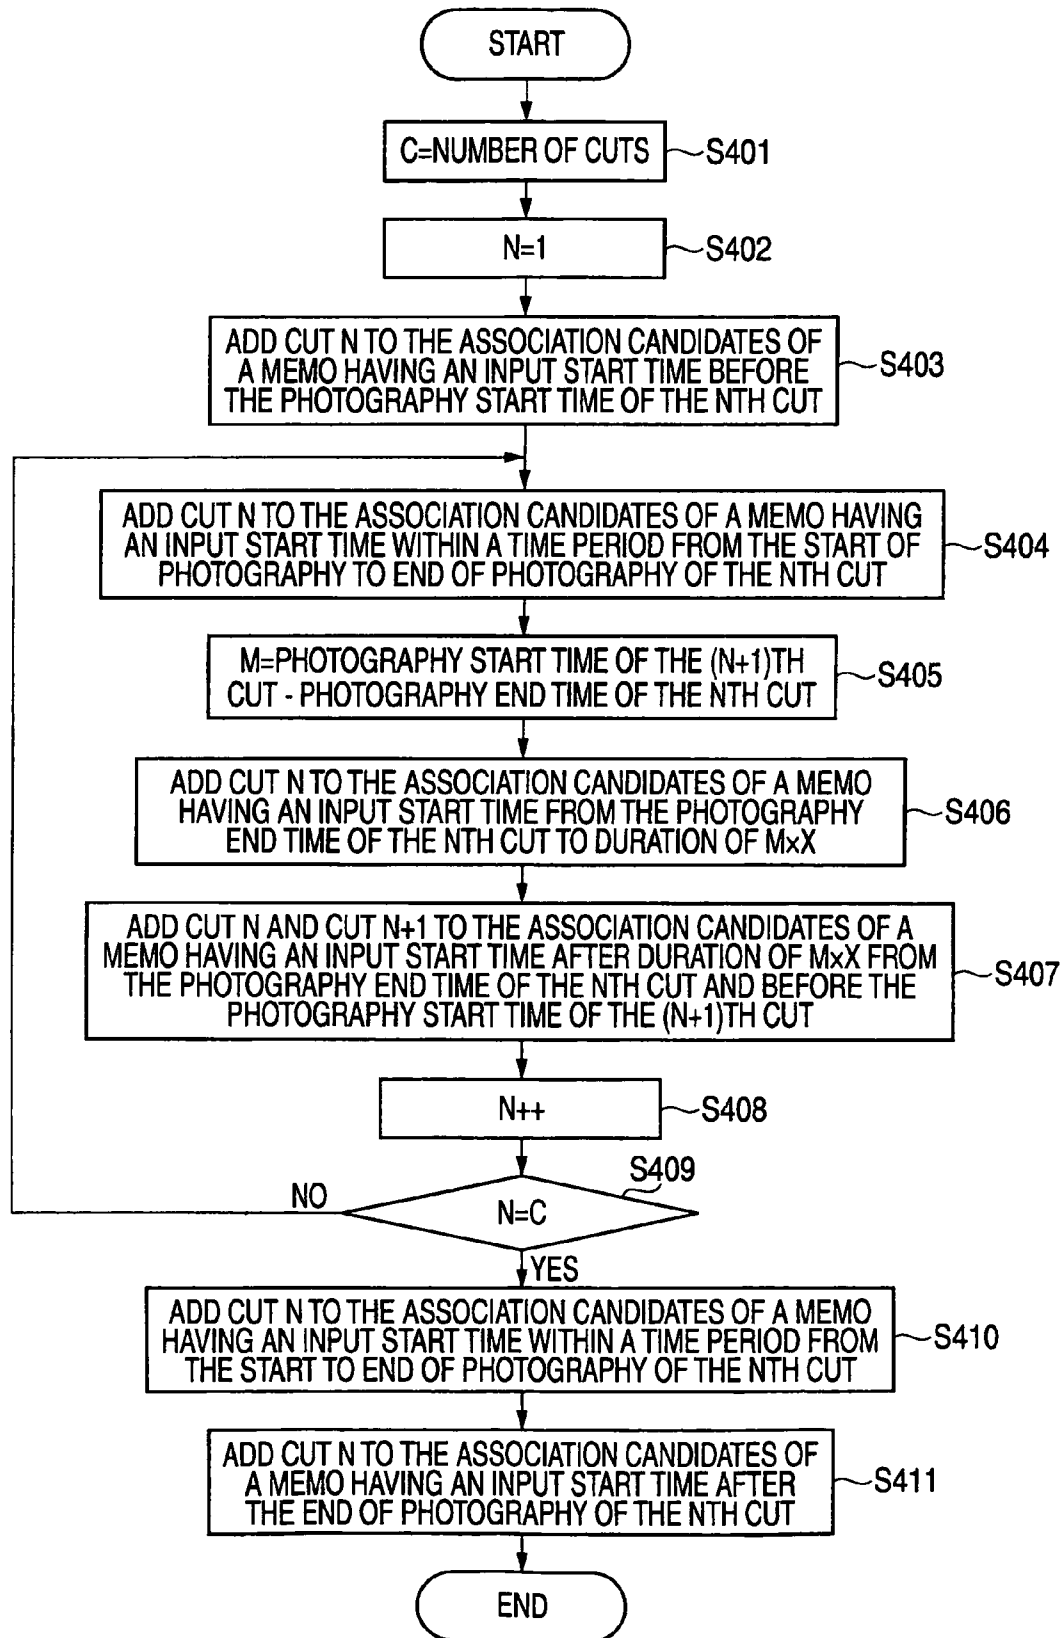 START
C=NUMBER OF CUTS
S401
N=1
S402
ADD CUT N TO THE ASSOCIATION CANDIDATES OF
A MEMO HAVING AN INPUT START TIME BEFORE
THE PHOTOGRAPHY START TIME OF THE NTH CUT
S403
ADD CUT N TO THE ASSOCIATION CANDIDATES OF A MEMO HAVING
AN INPUT START TIME WITHIN A TIME PERIOD FROM THE START OF
PHOTOGRAPHY TO END OF PHOTOGRAPHY OF THE NTH CUT
S404
M=PHOTOGRAPHY START TIME OF THE (N+1)TH
CUT - PHOTOGRAPHY END TIME OF THE NTH CUT
S405
ADD CUT N TO THE ASSOCIATION CANDIDATES OF A MEMO
HAVING AN INPUT START TIME FROM THE PHOTOGRAPHY
END TIME OF THE NTH CUT TO DURATION OF M×X
S406
ADD CUT N AND CUT N+1 TO THE ASSOCIATION CANDIDATES OF A
MEMO HAVING AN INPUT START TIME AFTER DURATION OF M×X FROM
THE PHOTOGRAPHY END TIME OF THE NTH CUT AND BEFORE THE
PHOTOGRAPHY START TIME OF THE (N+1)TH CUT
S407
N++
S408
S409
NO
N=C
YES
ADD CUT N TO THE ASSOCIATION CANDIDATES OF A MEMO
HAVING AN INPUT START TIME WITHIN A TIME PERIOD FROM
THE START TO END OF PHOTOGRAPHY OF THE NTH CUT
S410
ADD CUT N TO THE ASSOCIATION CANDIDATES OF
A MEMO HAVING AN INPUT START TIME AFTER
THE END OF PHOTOGRAPHY OF THE NTH CUT
S411
END